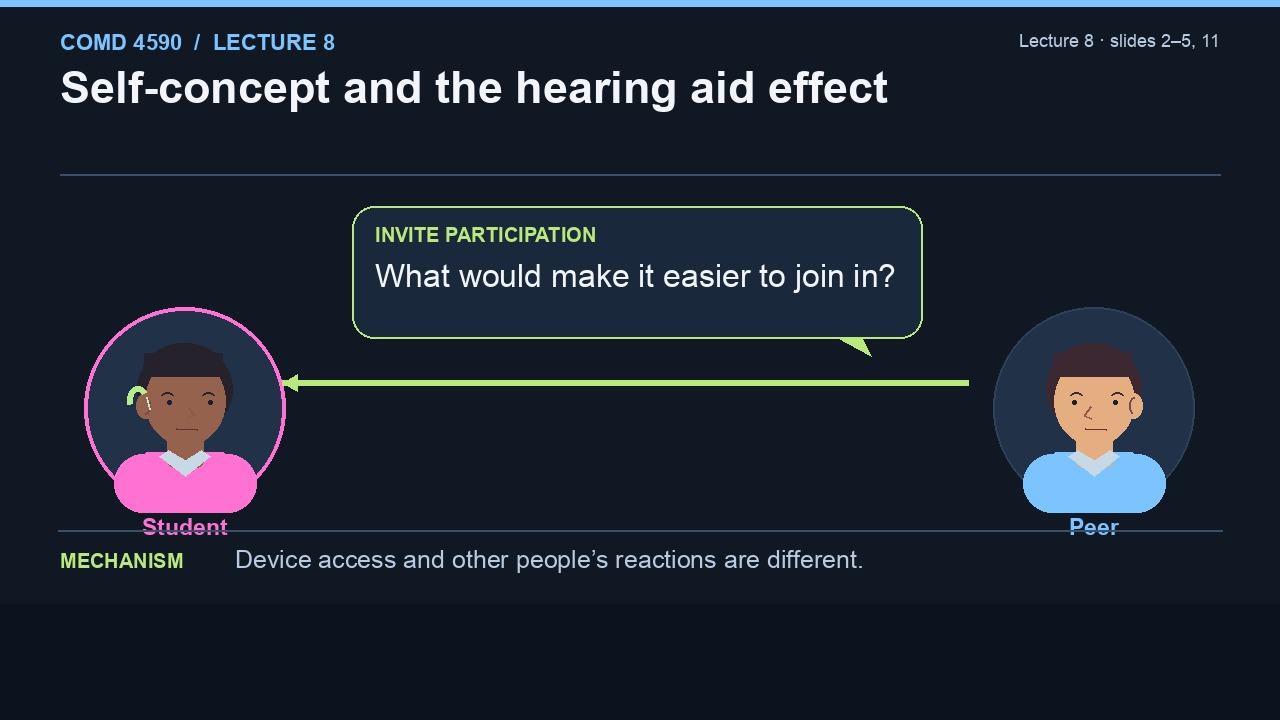 COMD 4590 / LECTURE 8
Lecture 8 · slides 2–5, 11
Self-concept and the hearing aid effect
INVITE PARTICIPATION
What would make it easier to join in?
Student
Peer
MECHANISM
Device access and other people’s reactions are different.